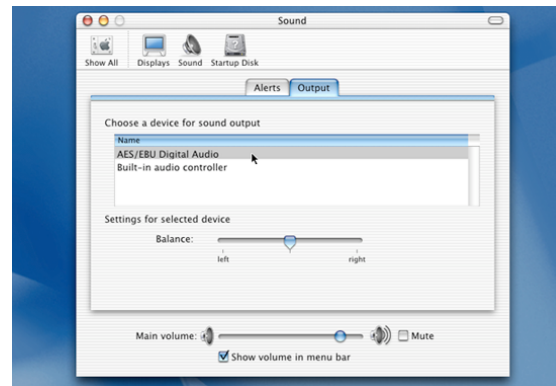 Sound
Show All Displays Sound Startup Disk
Alerts Output
Choose a device for sound output
Name
AES/EBU Digital Audio
Built-in audio controller
Settings for selected device
Balance:
left right
Main volume: Mute
Show volume in menu bar